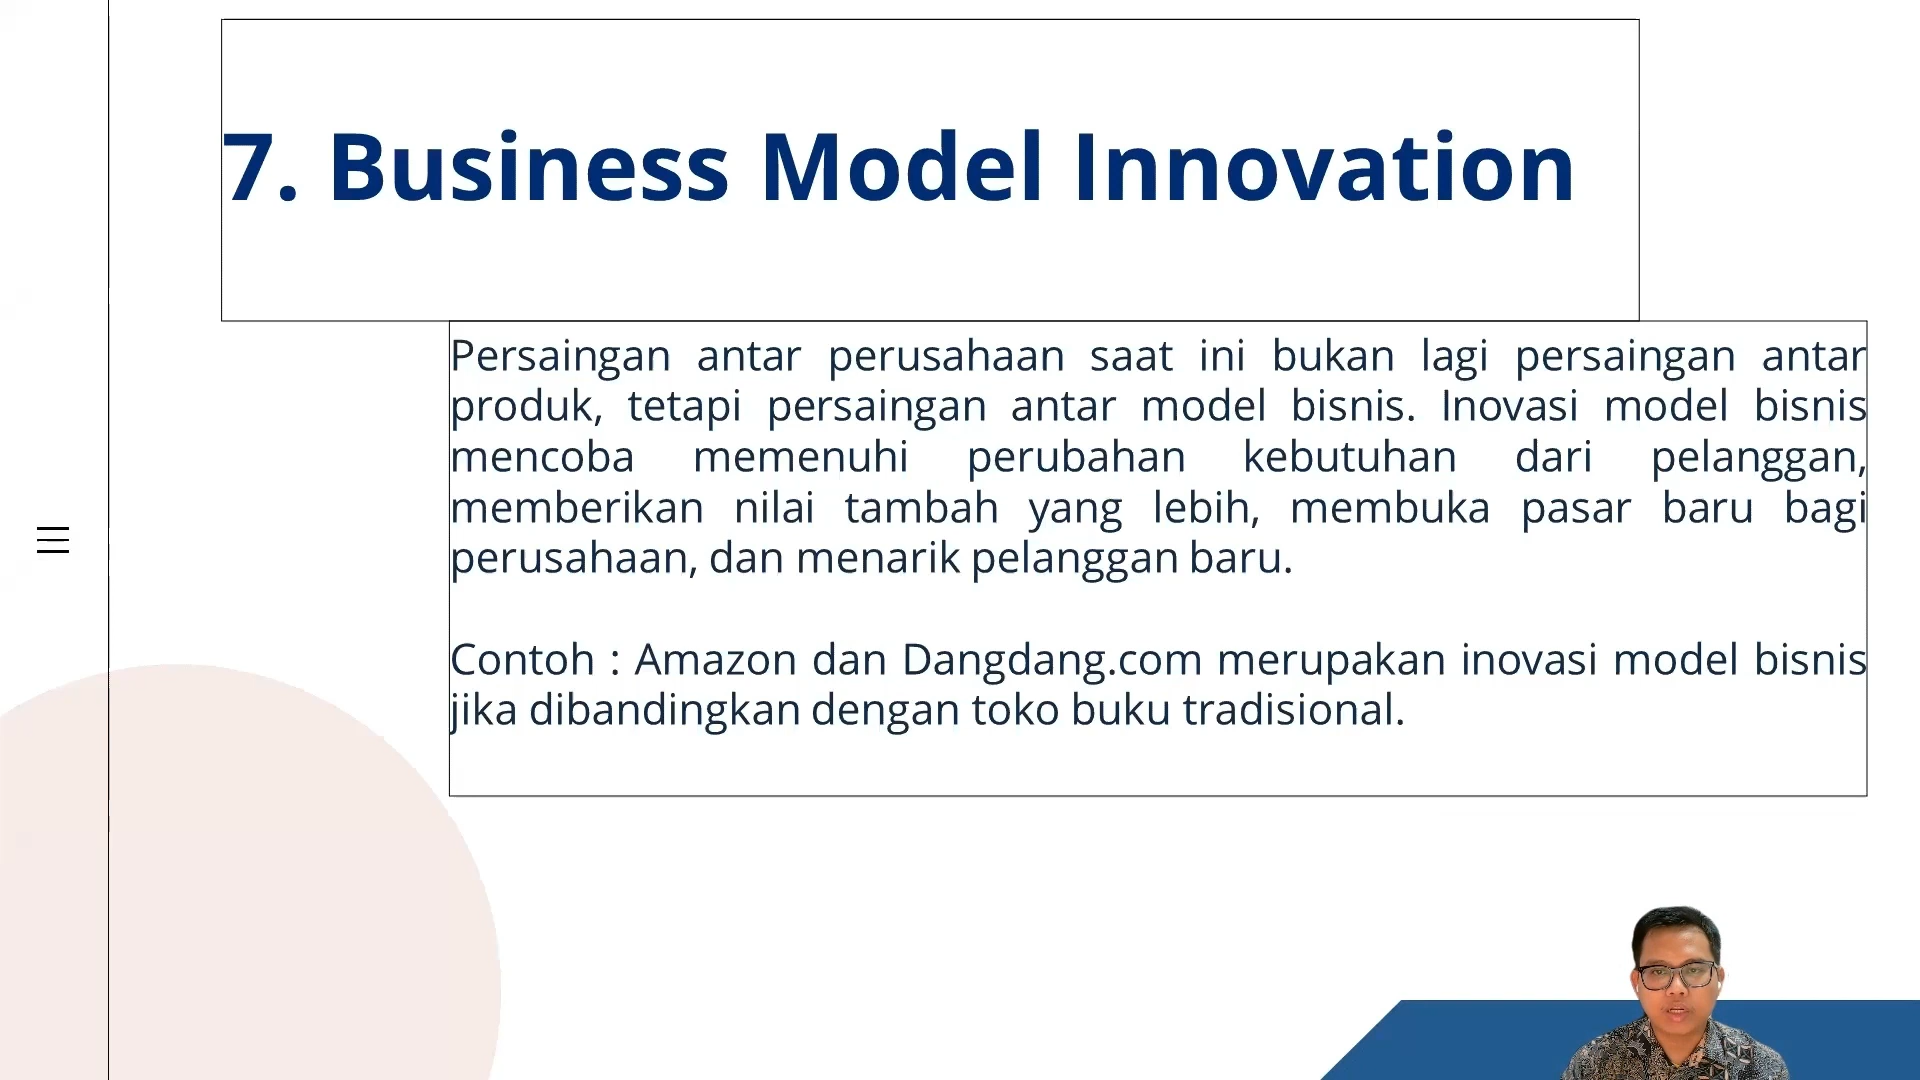 7. Business Model Innovation
Persaingan antar perusahaan saat ini bukan lagi persaingan antar
produk, tetapi persaingan antar model bisnis. Inovasi model bisnis
mencoba memenuhi perubahan kebutuhan dari pelanggan,
memberikan nilai tambah yang lebih, membuka pasar baru bagi
perusahaan, dan menarik pelanggan baru.
Contoh : Amazon dan Dangdang.com merupakan inovasi model bisnis
jika dibandingkan dengan toko buku tradisional.